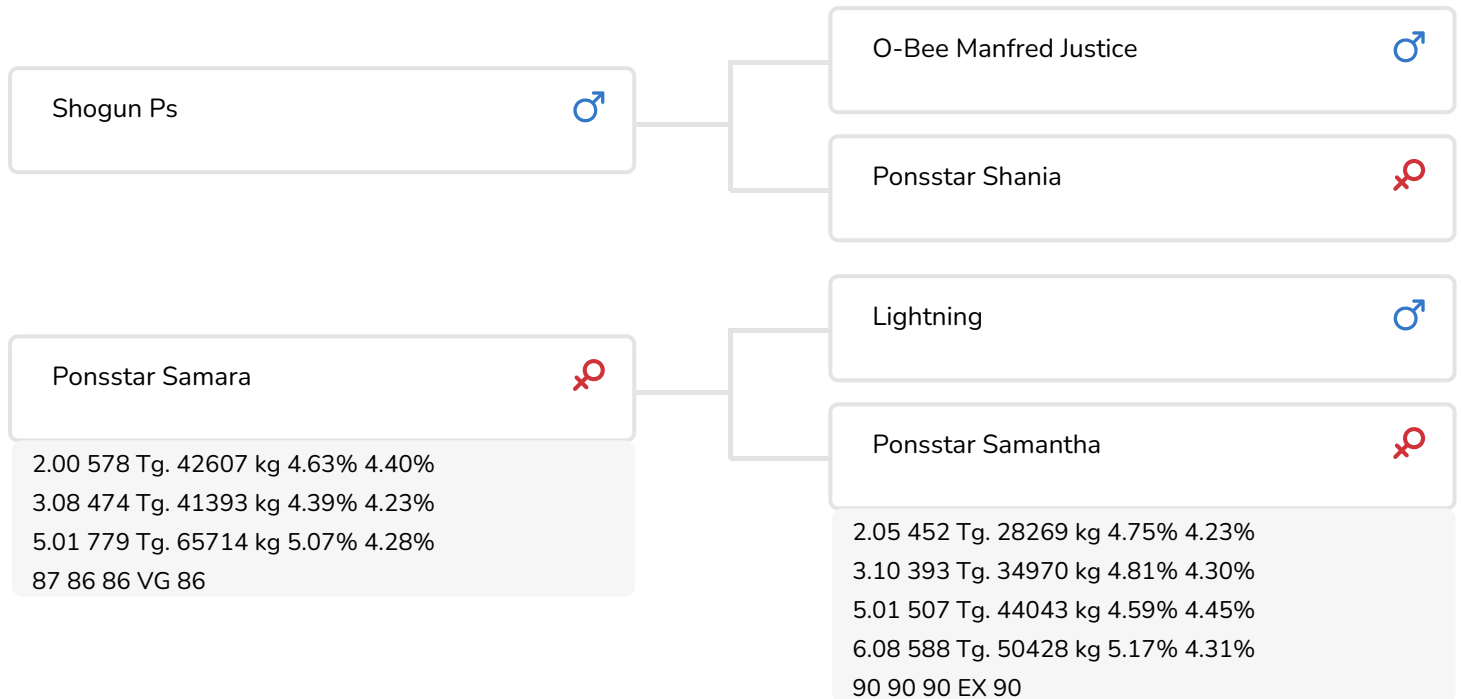 Shogun Ps
O-Bee Manfred Justice
Ponsstar Shania
Ponsstar Samara
2.00 578 Tg. 42607 kg 4.63% 4.40%
3.08 474 Tg. 41393 kg 4.39% 4.23%
5.01 779 Tg. 65714 kg 5.07% 4.28%
87 86 86 VG 86
Lightning
Ponsstar Samantha
2.05 452 Tg. 28269 kg 4.75% 4.23%
3.10 393 Tg. 34970 kg 4.81% 4.30%
5.01 507 Tg. 44043 kg 4.59% 4.45%
6.08 588 Tg. 50428 kg 5.17% 4.31%
90 90 90 EX 90